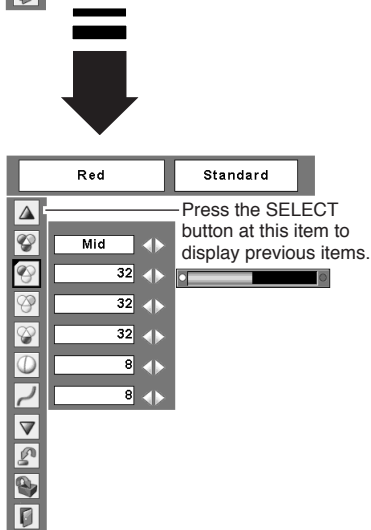 Red Standard
Press the SELECT
button at this item to
display previous items.
Mid
32
32
32
8
8